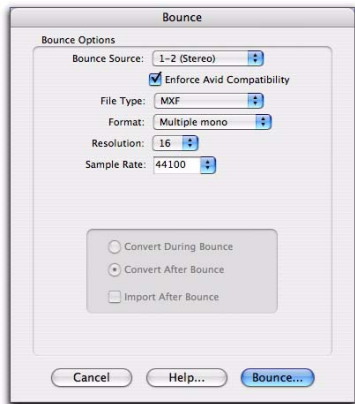 Bounce
Bounce Options
Bounce Source: 1-2 (Stereo)
Enforce Avid Compatibility
File Type: MXF
Format: Multiple mono
Resolution: 16
Sample Rate: 44100
Convert During Bounce
Convert After Bounce
Import After Bounce
Cancel Help... Bounce...